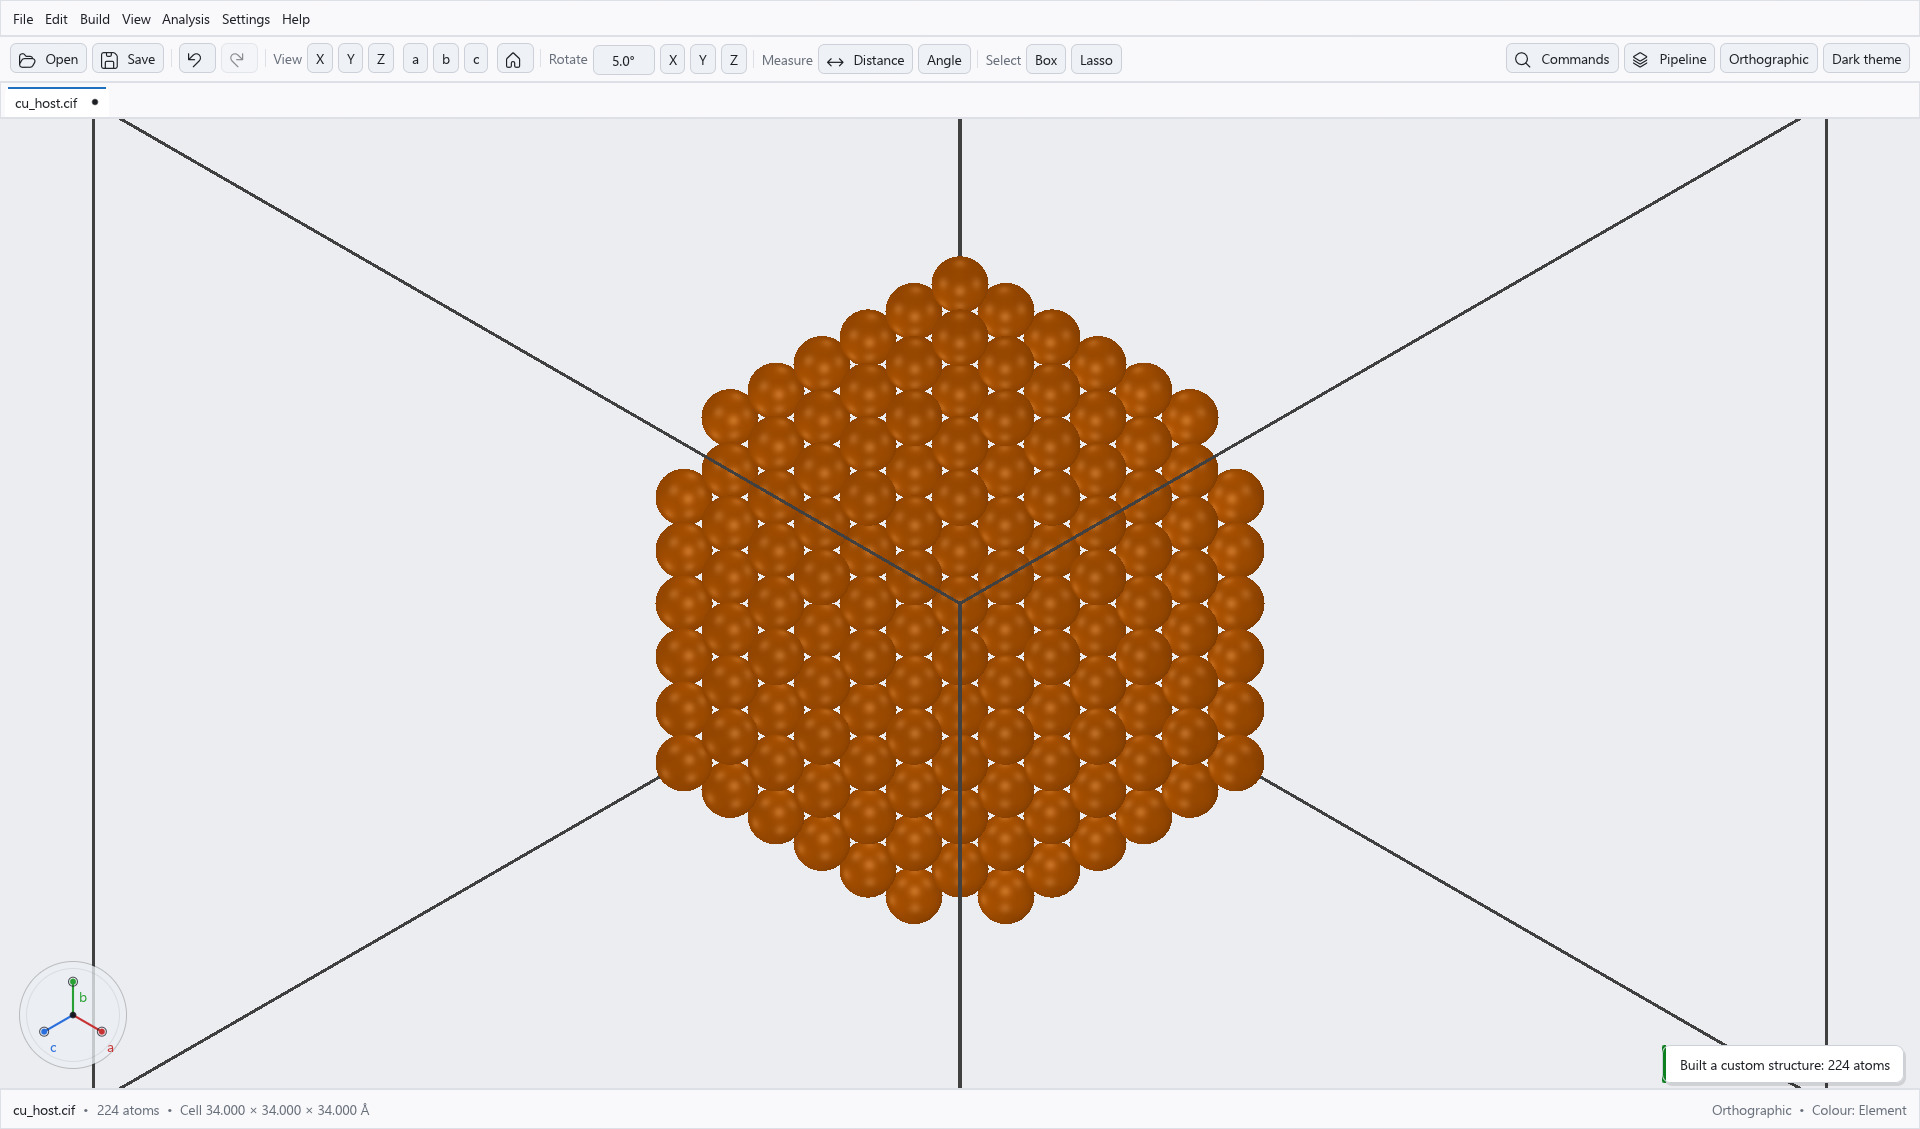 File Edit Build View Analysis Settings Help
Open Save View X Y Z a b c Rotate 5.0° X Y Z Measure Distance Angle Select Box Lasso Commands Pipeline Orthographic Dark theme
cu_host.cif •
b
c a
Built a custom structure: 224 atoms
cu_host.cif • 224 atoms • Cell 34.000 × 34.000 × 34.000 Å Orthographic • Colour: Element